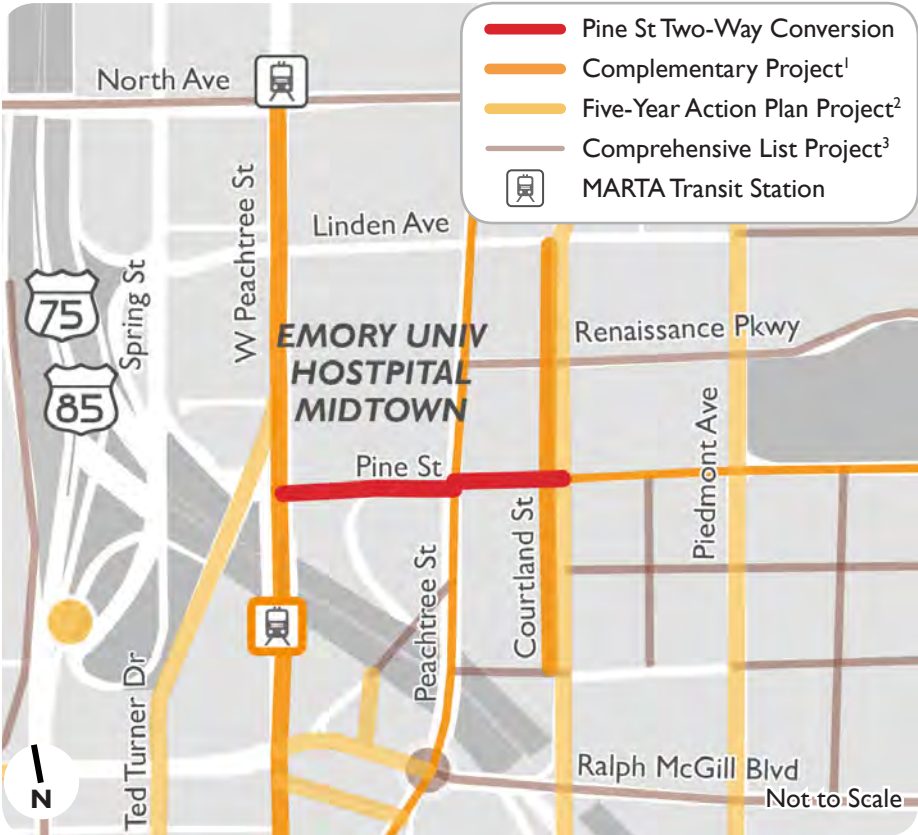 Pine St Two-Way Conversion
Complementary Project¹
Five-Year Action Plan Project²
Comprehensive List Project³
MARTA Transit Station
North Ave
W Peachtree St
Linden Ave
75
85
Spring St
EMORY UNIV
HOSTPITAL
MIDTOWN
Renaissance Pkwy
Pine St
Piedmont Ave
Courtland St
Peachtree St
Ted Turner Dr
Ralph McGill Blvd
Not to Scale
N